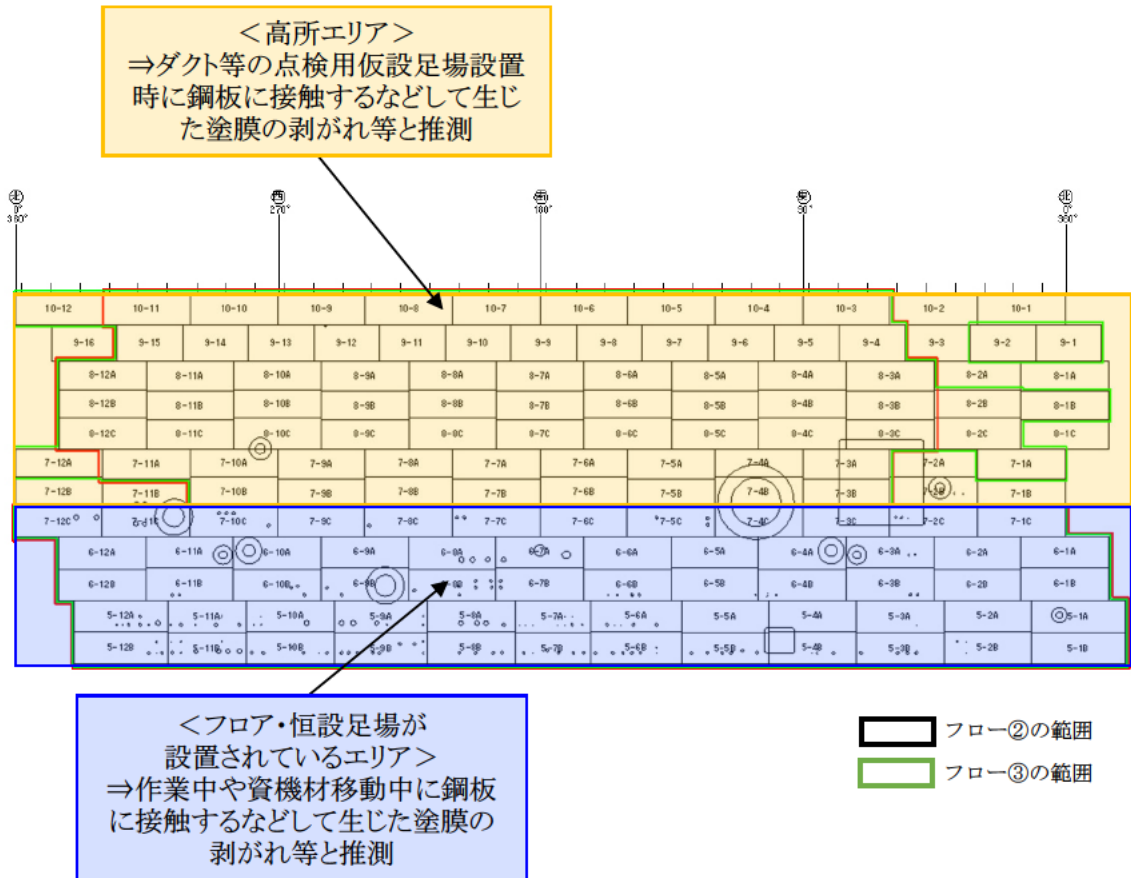 ＜高所エリア＞
⇒ダクト等の点検用仮設足場設置
時に鋼板に接触するなどして生じ
た塗膜の剥がれ等と推測
北 西 南 東 北
0° 270° 180° 90° 0°
360° 360°
10-12 10-11 10-10 10-9 10-8 10-7 10-6 10-5 10-4 10-3 10-2 10-1
9-16 9-15 9-14 9-13 9-12 9-11 9-10 9-9 9-8 9-7 9-6 9-5 9-4 9-3 9-2 9-1
8-12A 8-11A 8-10A 8-9A 8-8A 8-7A 8-6A 8-5A 8-4A 8-3A 8-2A 8-1A
8-12B 8-11B 8-10B 8-9B 8-8B 8-7B 8-6B 8-5B 8-4B 8-3B 8-2B 8-1B
8-12C 8-11C 8-10C 8-9C 8-8C 8-7C 8-6C 8-5C 8-4C 8-3C 8-2C 8-1C
7-12A 7-11A 7-10A 7-9A 7-8A 7-7A 7-6A 7-5A 7-4A 7-3A 7-2A 7-1A
7-12B 7-11B 7-10B 7-9B 7-8B 7-7B 7-6B 7-5B 7-4B 7-3B 7-2B 7-1B
7-12C 7-11C 7-10C 7-9C 7-8C 7-7C 7-6C 7-5C 7-4C 7-3C 7-2C 7-1C
6-12A 6-11A 6-10A 6-9A 6-8A 6-7A 6-6A 6-5A 6-4A 6-3A 6-2A 6-1A
6-12B 6-11B 6-10B 6-9B 6-8B 6-7B 6-6B 6-5B 6-4B 6-3B 6-2B 6-1B
5-12A 5-11A 5-10A 5-9A 5-8A 5-7A 5-6A 5-5A 5-4A 5-3A 5-2A 5-1A
5-12B 5-11B 5-10B 5-9B 5-8B 5-7B 5-6B 5-5B 5-4B 5-3B 5-2B 5-1B
＜フロア・恒設足場が
設置されているエリア＞
⇒作業中や資機材移動中に鋼板
に接触するなどして生じた塗膜の
剥がれ等と推測
フロー②の範囲
フロー③の範囲